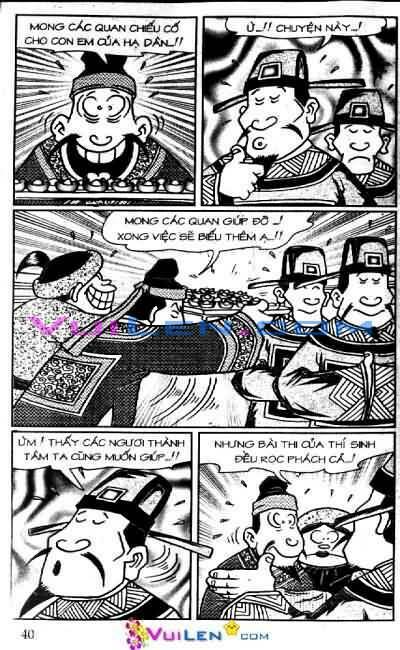 MONG CÁC QUAN CHIẾU CỐ
CHO CON EM CỦA HẠ DÂN...!!
Ừ...!! CHUYỆN NÀY...!
MONG CÁC QUAN GIÚP ĐỠ ...!
XONG VIỆC SẼ BIẾU THÊM Ạ...!!
VUILEN.COM
ỪM ! THẤY CÁC NGƯƠI THÀNH
TÂM TA CŨNG MUỐN GIÚP...!!
NHƯNG BÀI THI CỦA THÍ SINH
ĐỀU RỌC PHÁCH CẢ...!
40
VUILEN.COM